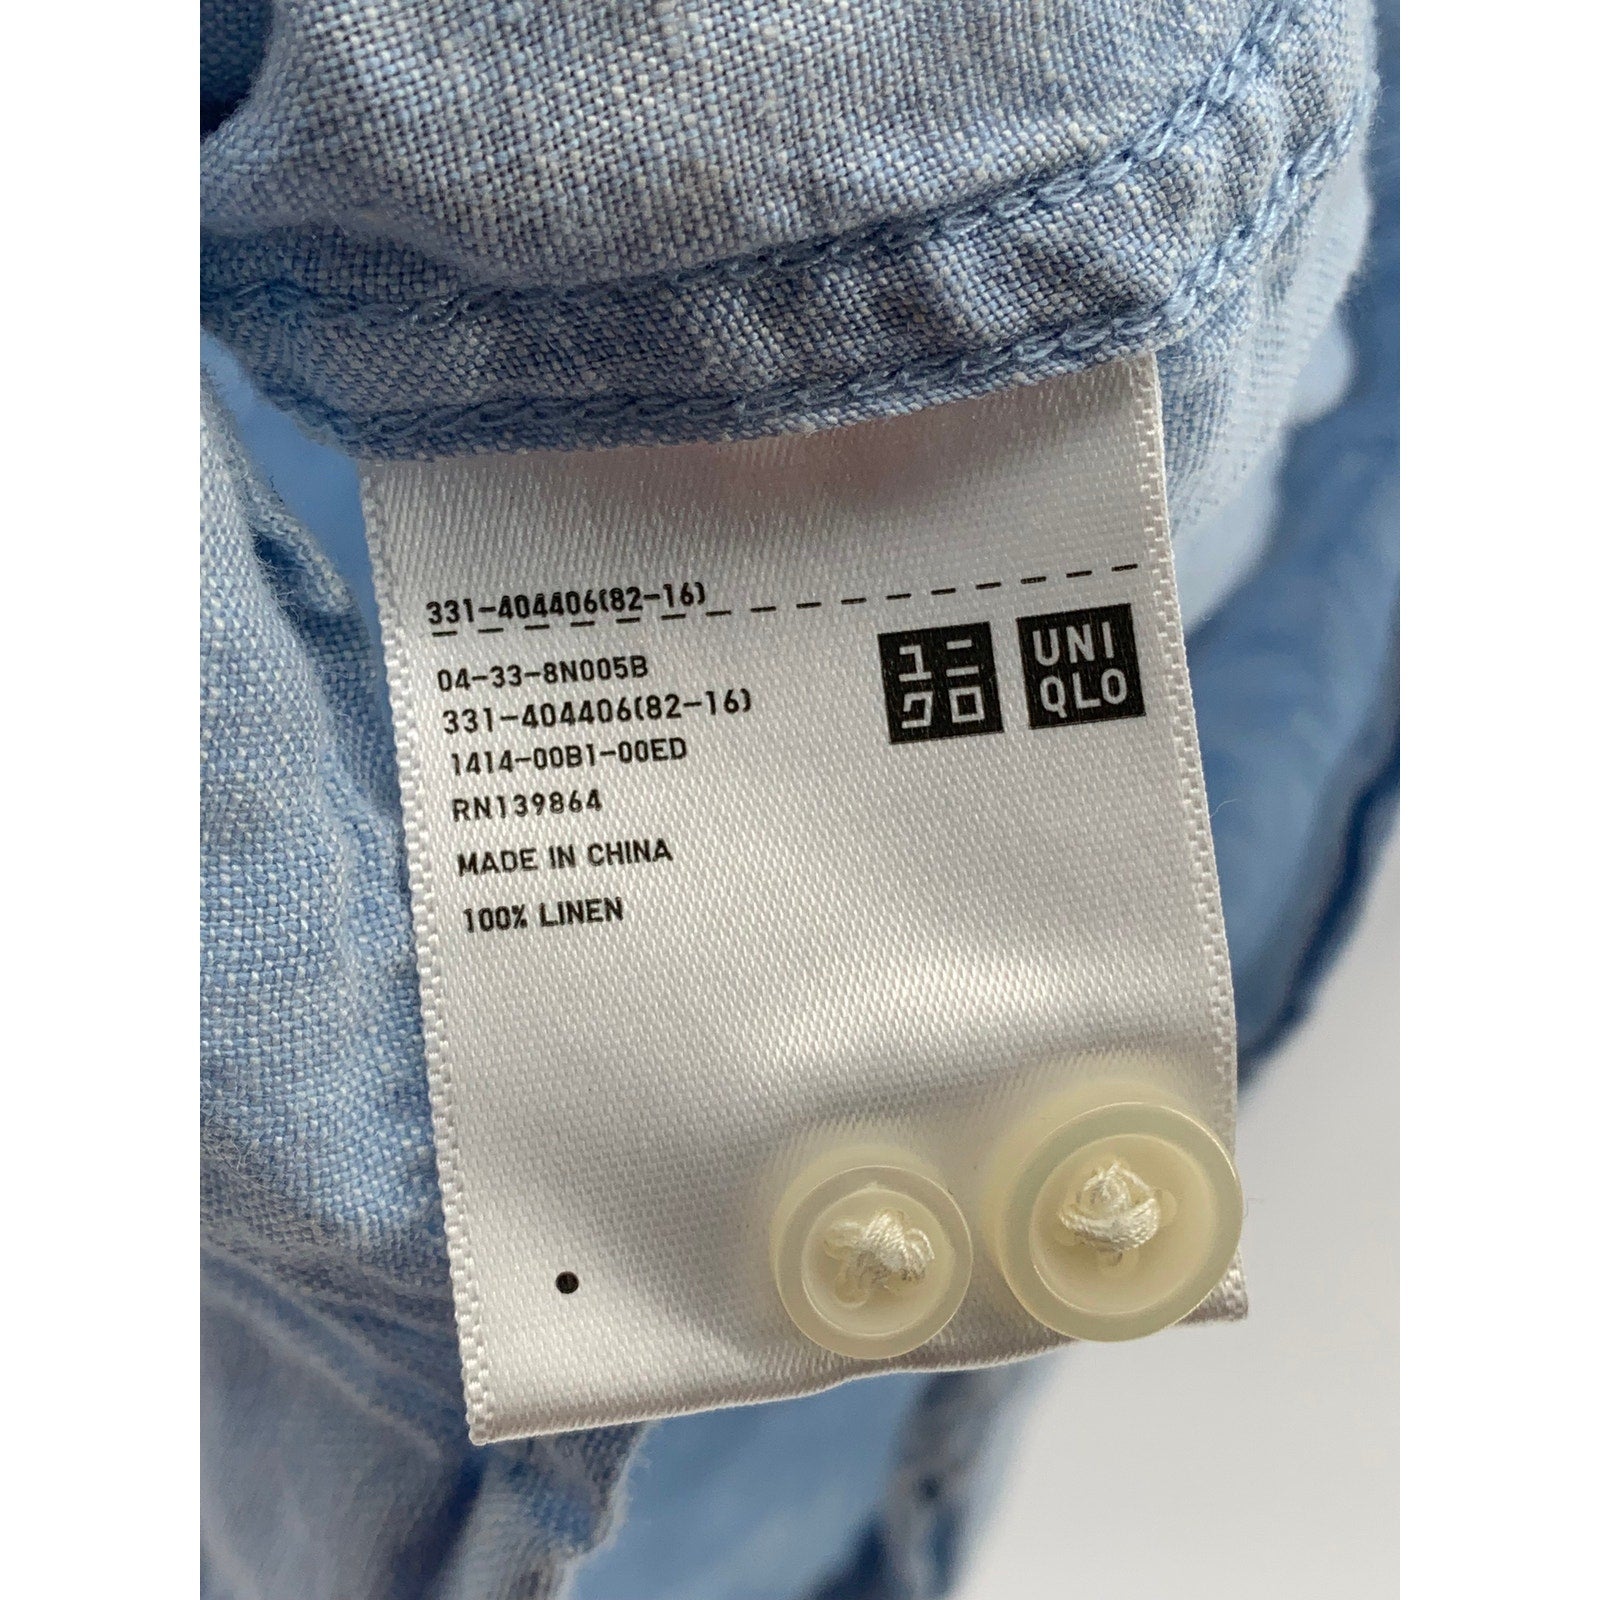 331-404406(82-16)
04-33-8N005B
331-404406(82-16)
1414-00B1-00ED
RN139864
MADE IN CHINA
100% LINEN
ユニ
クロ
UNI
QLO